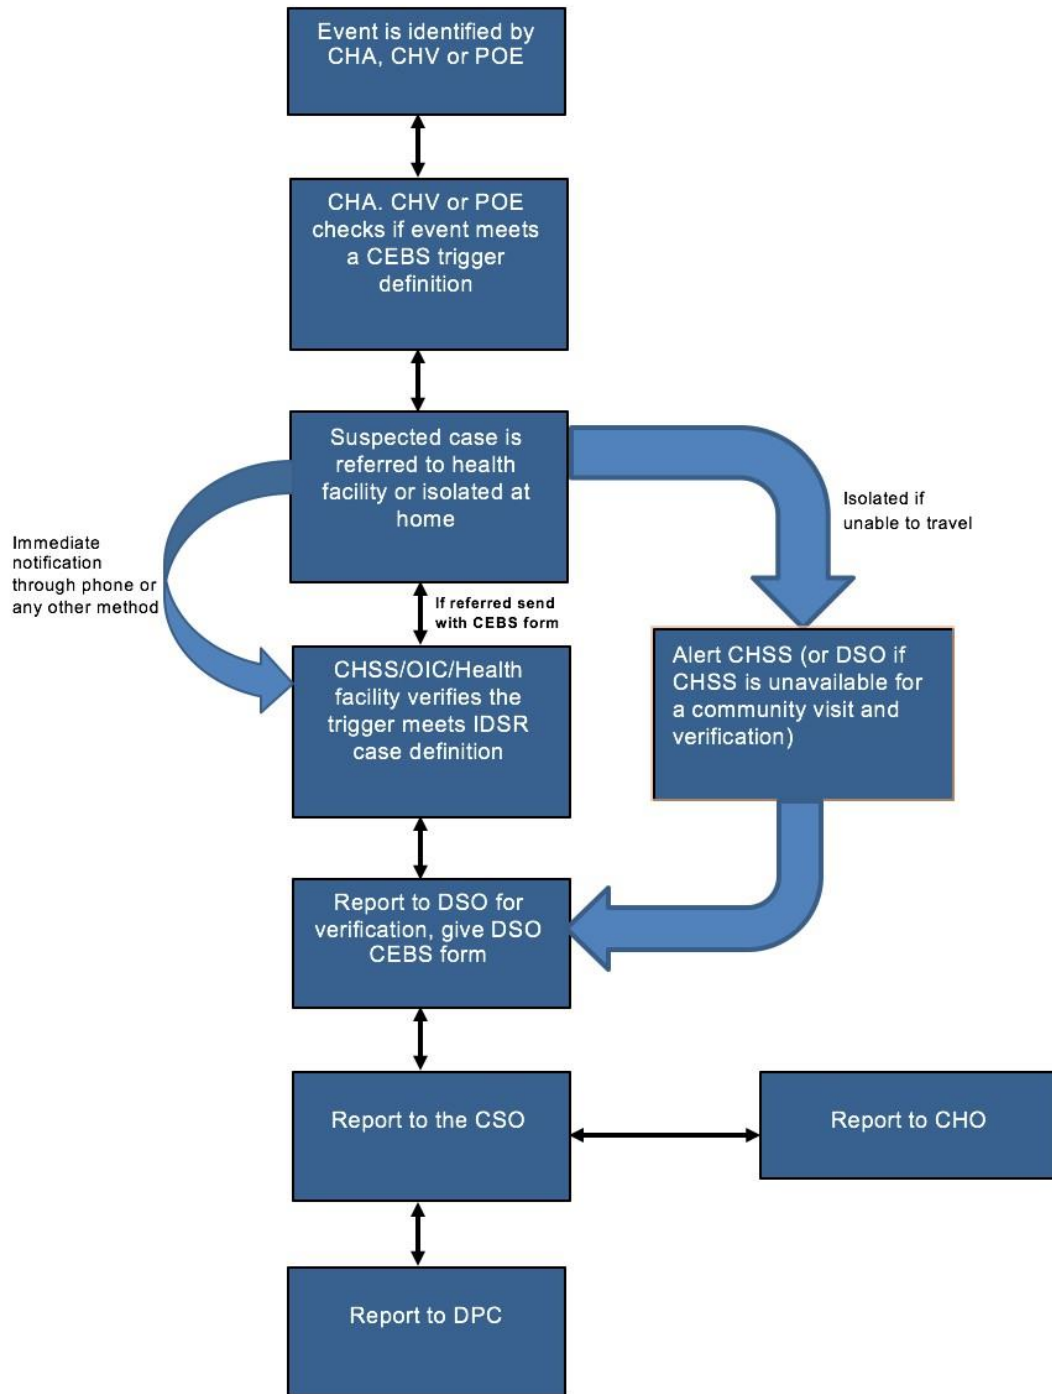 Event is identified by
CHA, CHV or POE
CHA. CHV or POE
checks if event meets
a CEBS trigger
definition
Suspected case is
referred to health
facility or isolated at
home
Isolated if
unable to travel
Immediate
notification
through phone or
any other method
If referred send
with CEBS form
CHSS/OIC/Health
facility verifies the
trigger meets IDSR
case definition
Alert CHSS (or DSO if
CHSS is unavailable for
a community visit and
verification)
Report to DSO for
verification, give DSO
CEBS form
Report to the CSO
Report to CHO
Report to DPC